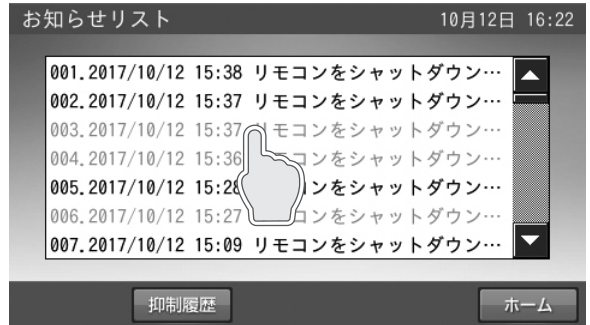 お知らせリスト 10月12日 16:22
001.2017/10/12 15:38 リモコンをシャットダウン…
002.2017/10/12 15:37 リモコンをシャットダウン…
003.2017/10/12 15:37 モコンをシャットダウン…
004.2017/10/12 15:36 コンをシャットダウン…
005.2017/10/12 15:28 コンをシャットダウン…
006.2017/10/12 15:27 コンをシャットダウン…
007.2017/10/12 15:09 リモコンをシャットダウン…
抑制履歴 ホーム